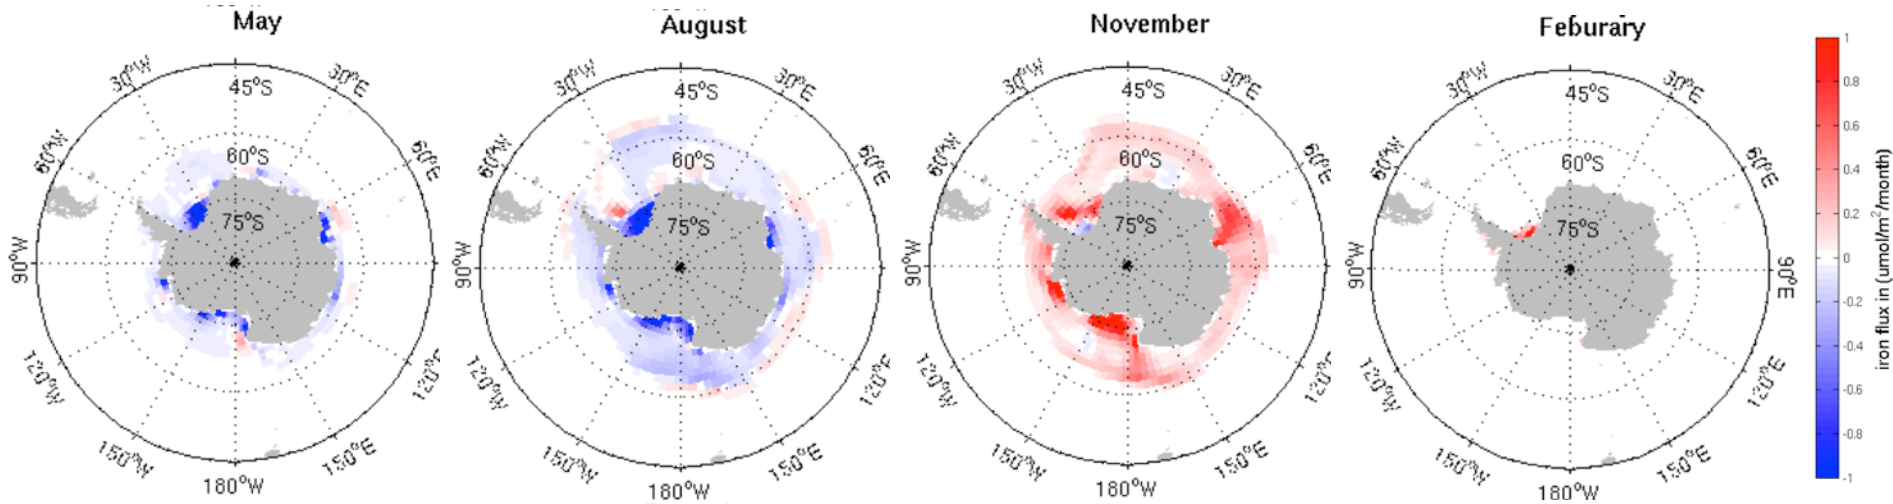 May
30°W
30°E
45°S
60°W
60°S
60°E
75°S
90°W
120°W
120°E
150°W
150°E
180°W
August
30°W
30°E
45°S
60°W
60°S
60°E
75°S
90°W
120°W
120°E
150°W
150°E
180°W
November
30°W
30°E
45°S
60°W
60°S
60°E
75°S
90°W
120°W
120°E
150°W
150°E
180°W
Feburary
30°W
30°E
45°S
60°W
60°S
60°E
75°S
90°W
90°E
120°W
120°E
150°W
150°E
180°W
1
0.8
0.6
0.4
0.2
0
-0.2
-0.4
-0.6
-0.8
-1
iron flux in (umol/m²/month)